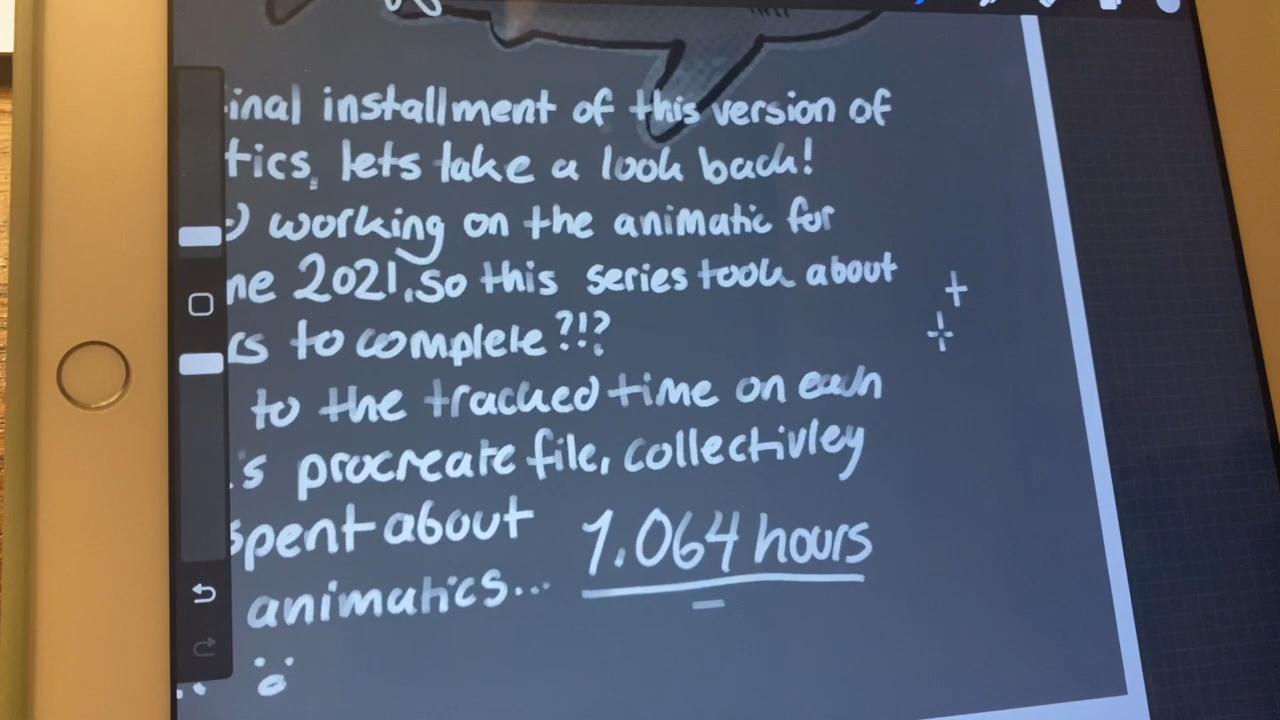 inal installment of this version of
tics, lets take a look back!
working on the animatic for
ne 2021. so this series took about
rs to complete?!?
to the tracked time on each
's procreate file, collectivley
spent about 1.064 hours
animatics...